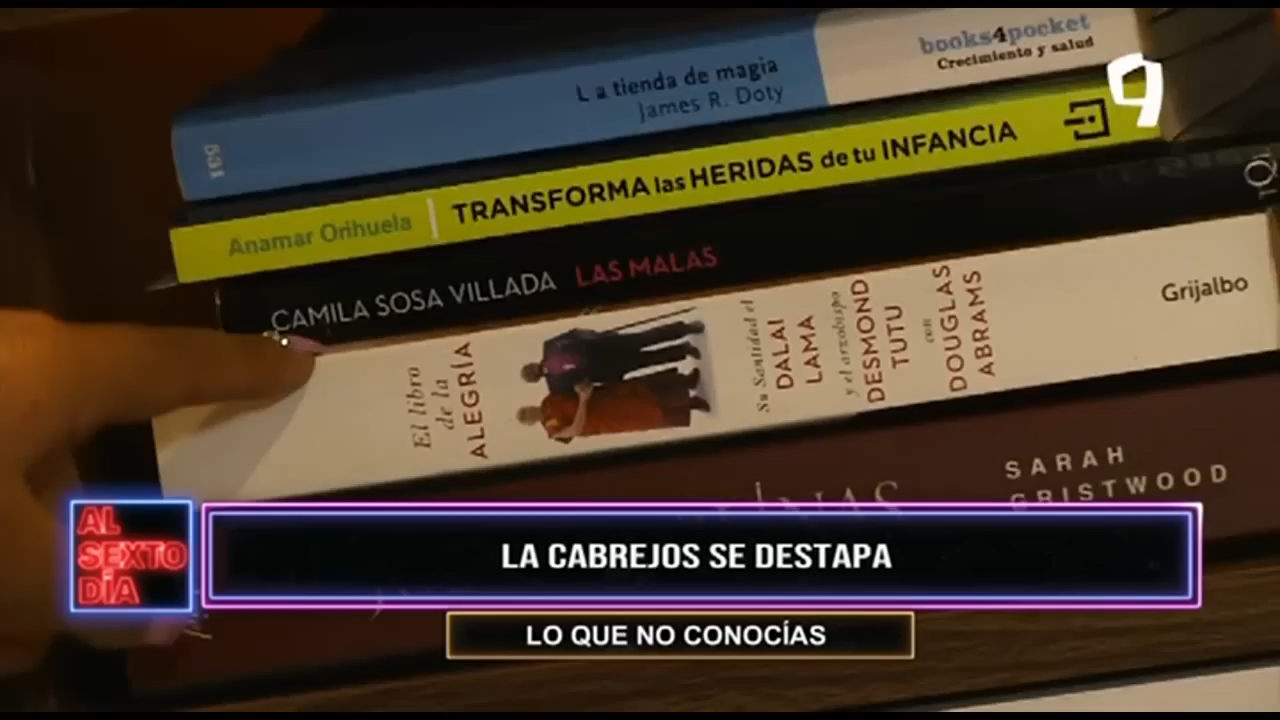 books4pocket
Crecimiento y salud
La tienda de magia
James R. Doty
531
9
Anamar Orihuela
TRANSFORMA las HERIDAS de tu INFANCIA
CAMILA SOSA VILLADA LAS MALAS
El libro
de la
ALEGRÍA
Su Santidad el
DALAI
LAMA
y el arzobispo
DESMOND
TUTU
con
DOUGLAS
ABRAMS
Grijalbo
SARAH
GRISTWOOD
AL
SEXTO
DÍA
LA CABREJOS SE DESTAPA
LO QUE NO CONOCÍAS